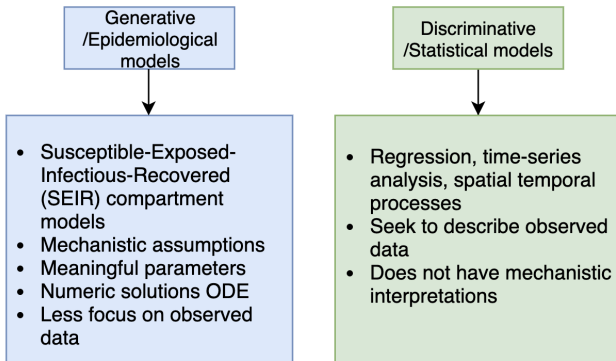 Generative
/Epidemiological
models
Discriminative
/Statistical models
• Susceptible-Exposed-
Infectious-Recovered
(SEIR) compartment
models
• Mechanistic assumptions
• Meaningful parameters
• Numeric solutions ODE
• Less focus on observed
data
• Regression, time-series
analysis, spatial temporal
processes
• Seek to describe observed
data
• Does not have mechanistic
interpretations